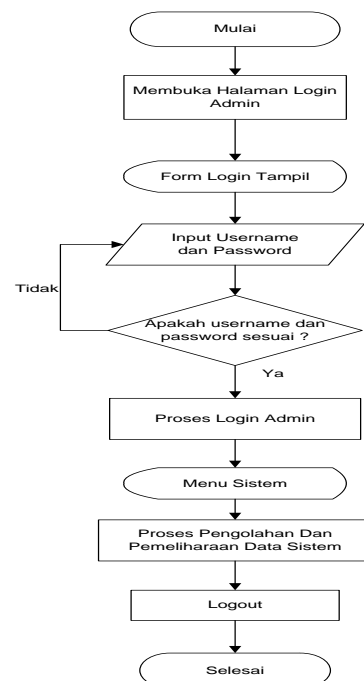 Mulai
Membuka Halaman Login
Admin
Form Login Tampil
Input Username
dan Password
Tidak
Apakah username dan
password sesuai ?
Ya
Proses Login Admin
Menu Sistem
Proses Pengolahan Dan
Pemeliharaan Data Sistem
Logout
Selesai